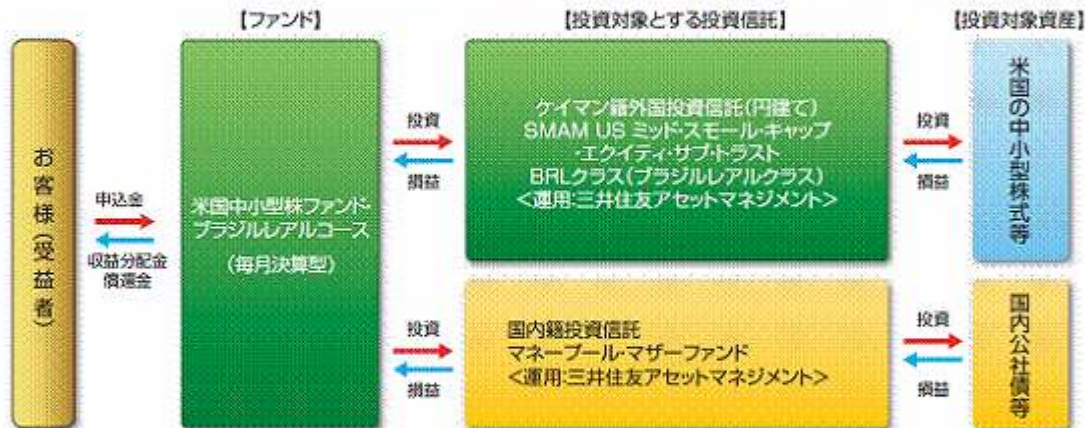 【ファンド】
【投資対象とする投資信託】
【投資対象資産】
お客様(受益者)
申込金
収益分配金
償還金
米国中小型株ファンド・
ブラジルレアルコース
(毎月決算型)
投資
損益
ケイマン籍外国投資信託(円建て)
SMAM US ミッド・スモール・キャップ
・エクイティ・サブ・トラスト
BRLクラス(ブラジルレアルクラス)
<運用:三井住友アセットマネジメント>
投資
損益
米国の中小型株式等
投資
損益
国内籍投資信託
マネープール・マザーファンド
<運用:三井住友アセットマネジメント>
投資
損益
国内公社債等